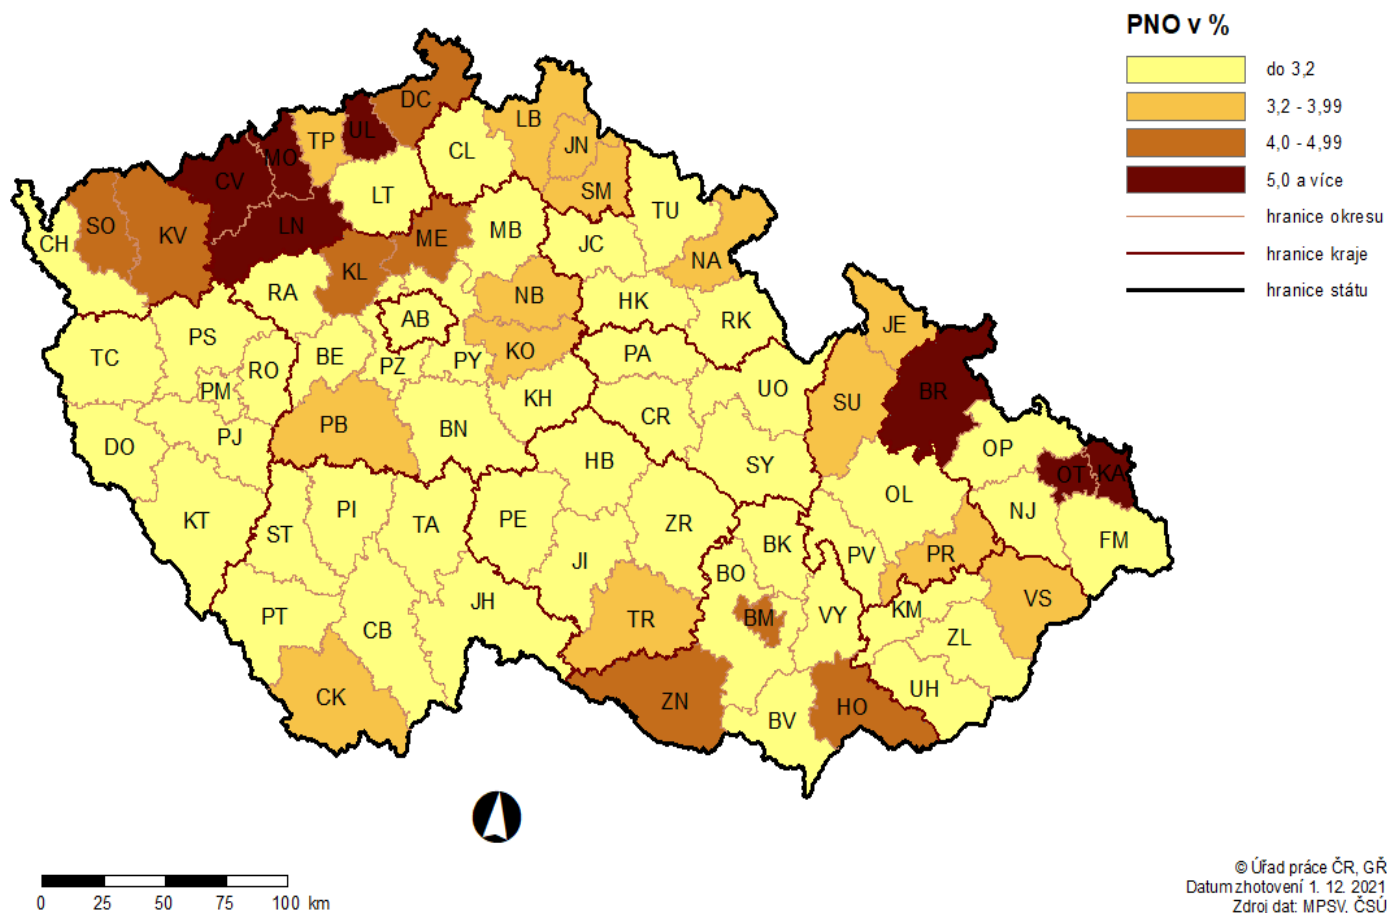 PNO v %
do 3,2
3,2 - 3,99
4,0 - 4,99
5,0 a více
hranice okresu
hranice kraje
hranice státu
DC
UL
TP
MO
CV
LB
JN
SM
CL
LT
LN
SO
KV
CH
ME
MB
TU
JC
NA
KL
RA
NB
HK
RK
AB
TC
PS
RO
BE
PZ
PY
KO
PA
JE
PM
KH
CR
UO
SU
BR
DO
PJ
PB
BN
HB
SY
OP
OT
KA
KT
ST
PI
TA
PE
ZR
OL
NJ
FM
JI
BK
PV
PR
BO
PT
CB
JH
TR
BM
VY
KM
VS
ZL
CK
ZN
BV
HO
UH
0 25 50 75 100 km
© Úřad práce ČR, GŘ
Datum zhotovení 1. 12. 2021
Zdroj dat: MPSV, ČSÚ